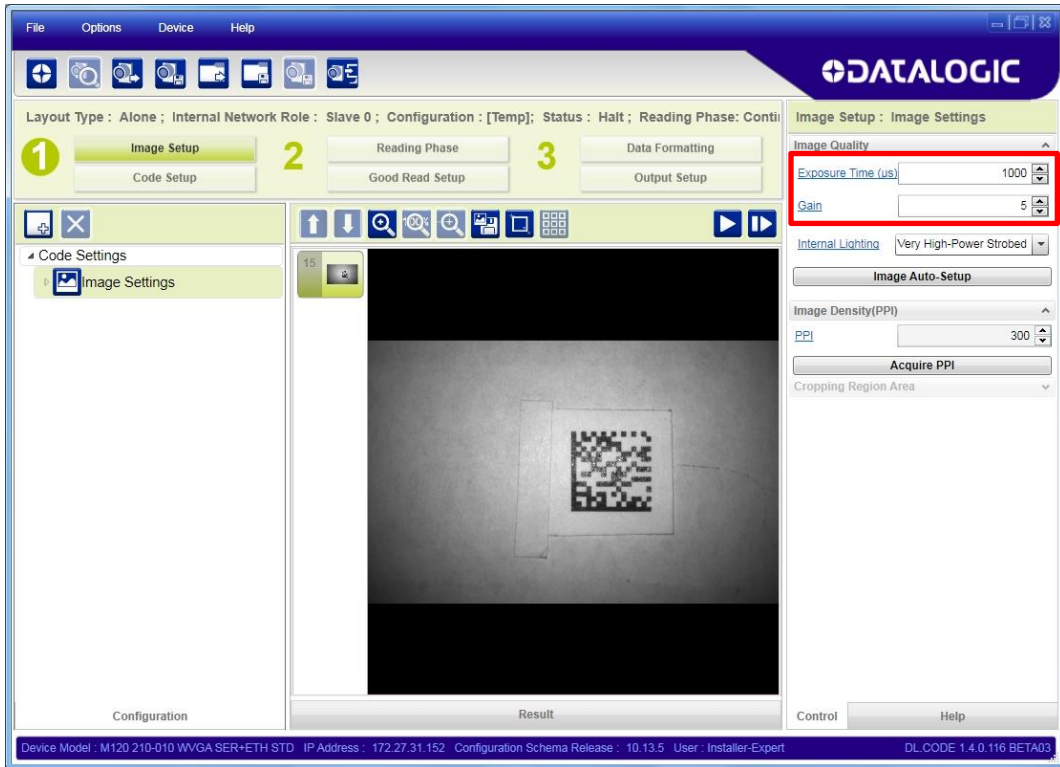 File Options Device Help
DATALOGIC
Layout Type : Alone ; Internal Network Role : Slave 0 ; Configuration : [Temp]; Status : Halt ; Reading Phase: Conti
Image Setup : Image Settings
1 Image Setup 2 Reading Phase 3 Data Formatting
Code Setup Good Read Setup Output Setup
Image Quality
Exposure Time (µs) 1000
Gain 5
Internal Lighting Very High-Power Strobed
Image Auto-Setup
Image Density(PPI)
PPI 300
Acquire PPI
Cropping Region Area
100%
Code Settings
Image Settings
15
Configuration
Result
Control Help
Device Model : M120 210-010 WVGA SER+ETH STD IP Address : 172.27.31.152 Configuration Schema Release : 10.13.5 User : Installer-Expert DL.CODE 1.4.0.116 BETA03